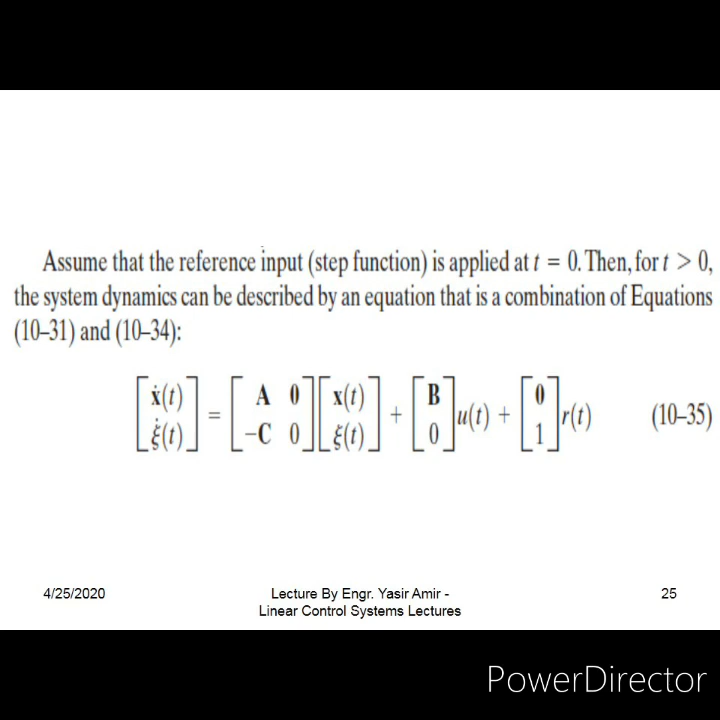 Assume that the reference input (step function) is applied at t = 0. Then, for t > 0,
the system dynamics can be described by an equation that is a combination of Equations
(10–31) and (10–34):
[ẋ(t) ; ξ̇(t)] = [A 0 ; −C 0][x(t) ; ξ(t)] + [B ; 0]u(t) + [0 ; 1]r(t) (10–35)
4/25/2020
Lecture By Engr. Yasir Amir -
Linear Control Systems Lectures
25
PowerDirector